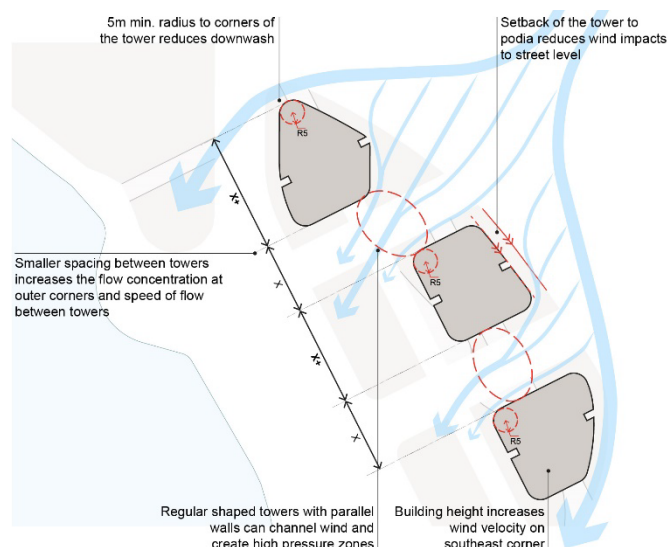 5m min. radius to corners of
the tower reduces downwash
Setback of the tower to
podia reduces wind impacts
to street level
R5
X+
Smaller spacing between towers
increases the flow concentration at
outer corners and speed of flow
between towers
X
R5
X+
X
R5
Regular shaped towers with parallel
walls can channel wind and
create high pressure zones
Building height increases
wind velocity on
southeast corner